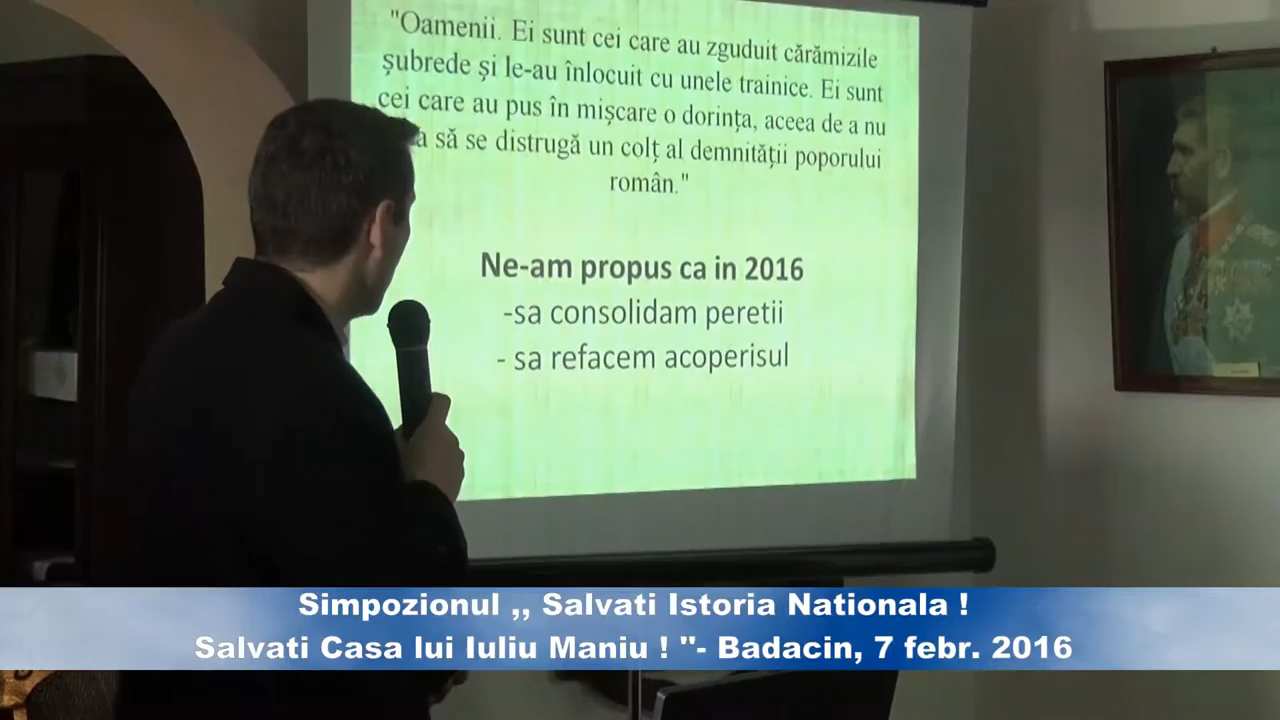 "Oamenii. Ei sunt cei care au zguduit cărămizile
șubrede și le-au înlocuit cu unele trainice. Ei sunt
cei care au pus în mișcare o dorința, aceea de a nu
să se distrugă un colț al demnității poporului
român."
Ne-am propus ca in 2016
-sa consolidam peretii
- sa refacem acoperisul
Simpozionul ,, Salvati Istoria Nationala !
Salvati Casa lui Iuliu Maniu ! "- Badacin, 7 febr. 2016